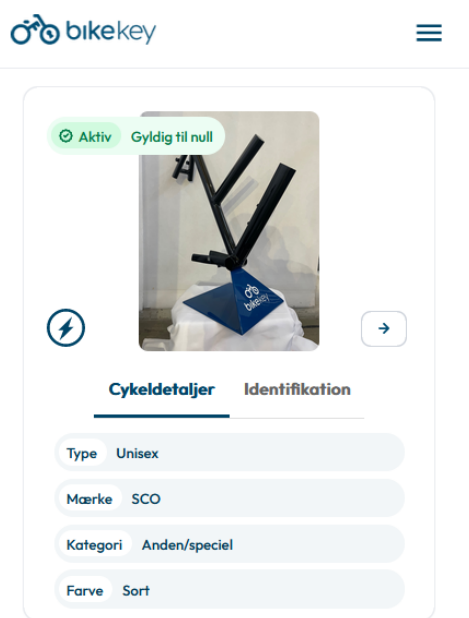 bikekey
Aktiv Gyldig til null
bikekey
Cykeldetaljer Identifikation
Type Unisex
Mærke SCO
Kategori Anden/speciel
Farve Sort